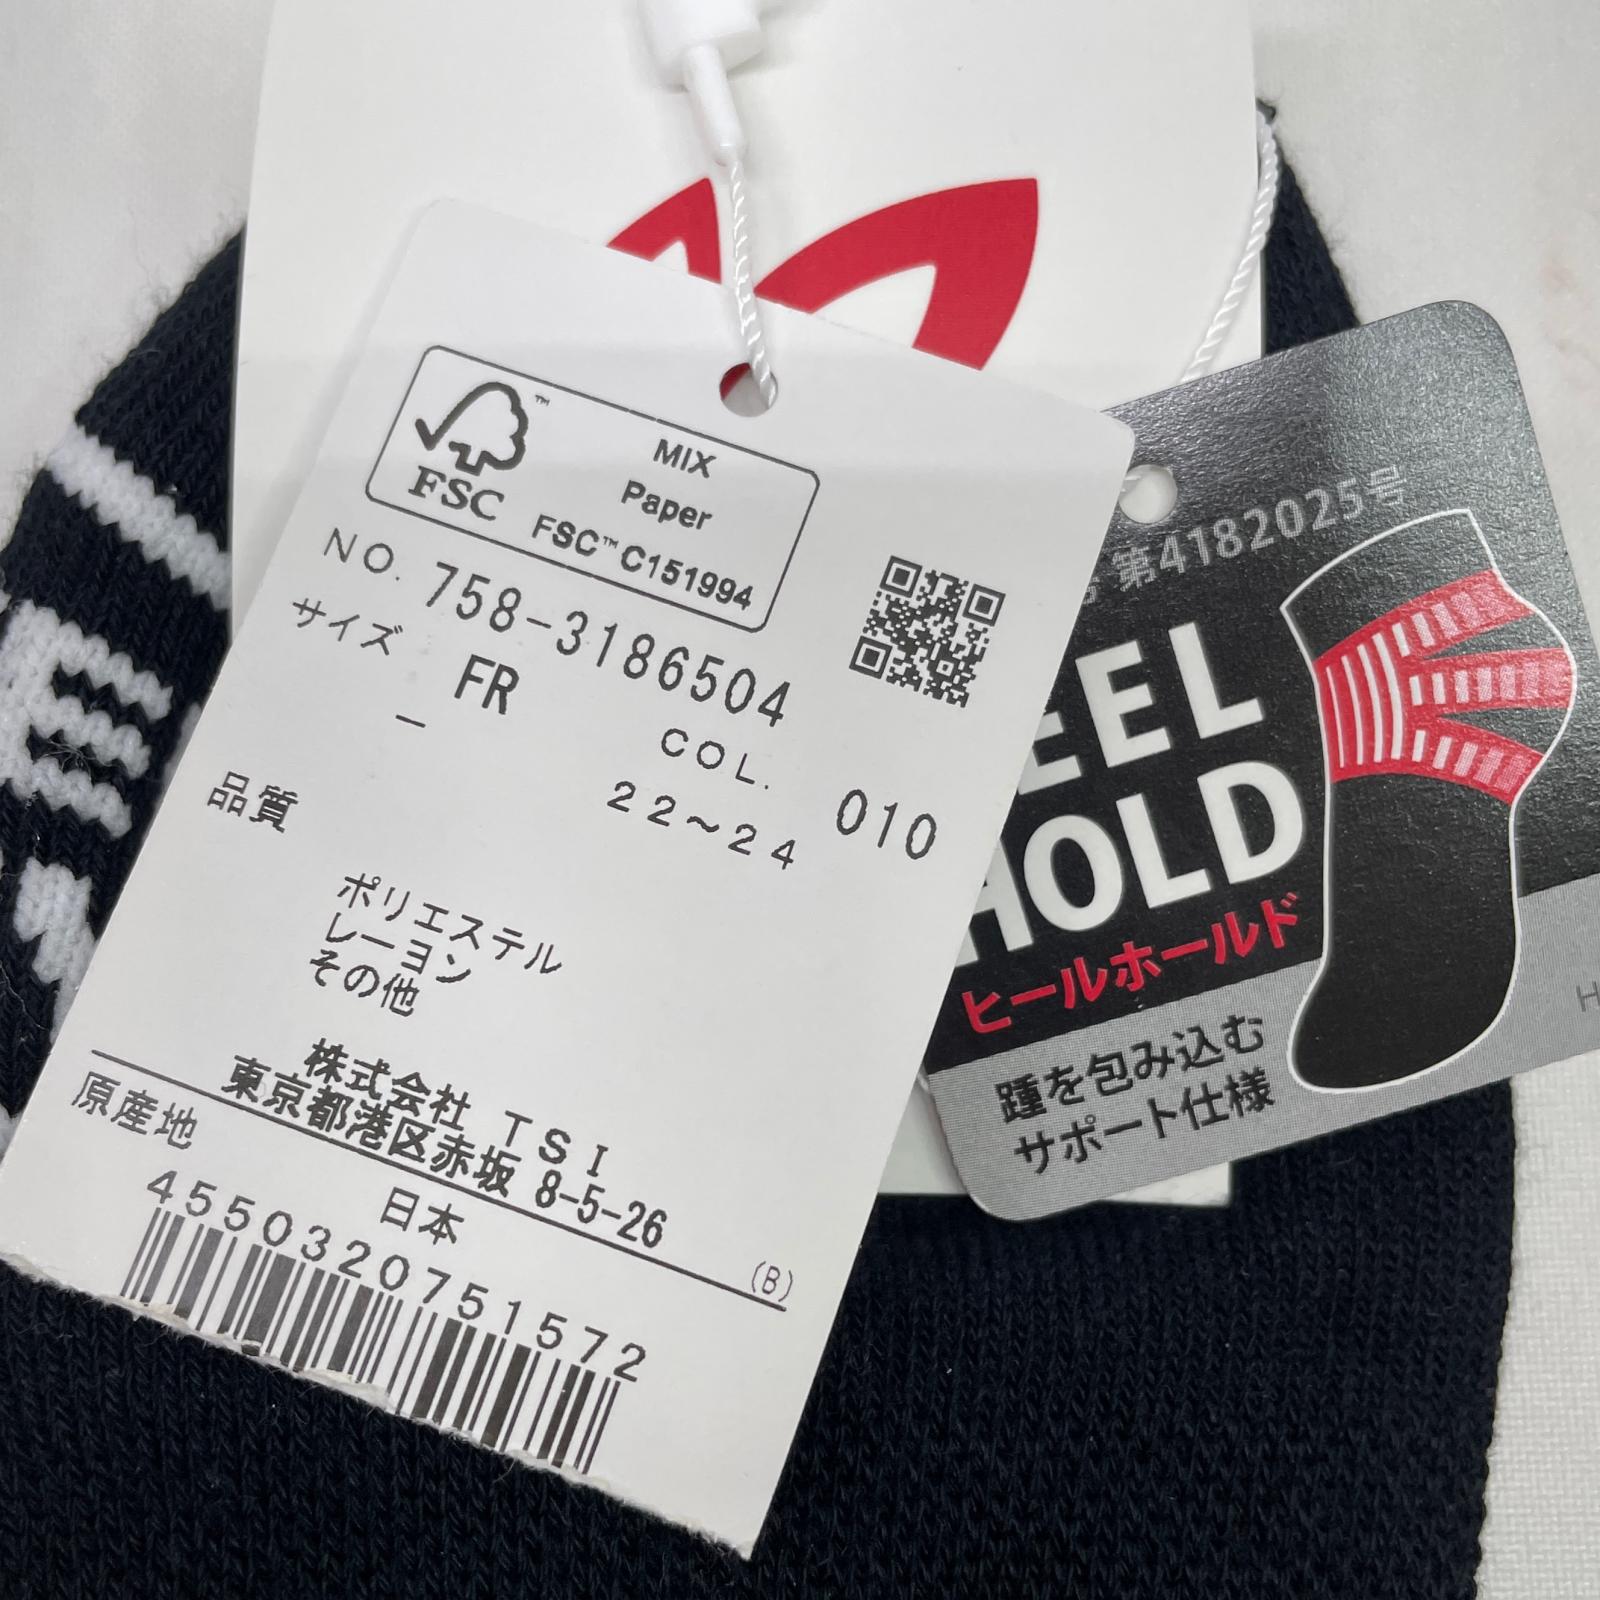 FSC
MIX
Paper
FSC™ C151994
NO. 758-3186504
サイズ FR COL. 010
－ 22～24
品質
ポリエステル
レーヨン
その他
株式会社 TSI
東京都港区赤坂 8-5-26
原産地 日本 (B)
4550320751572
第4182025号
EEL
HOLD
ヒールホールド
踵を包み込む
サポート仕様
H
E